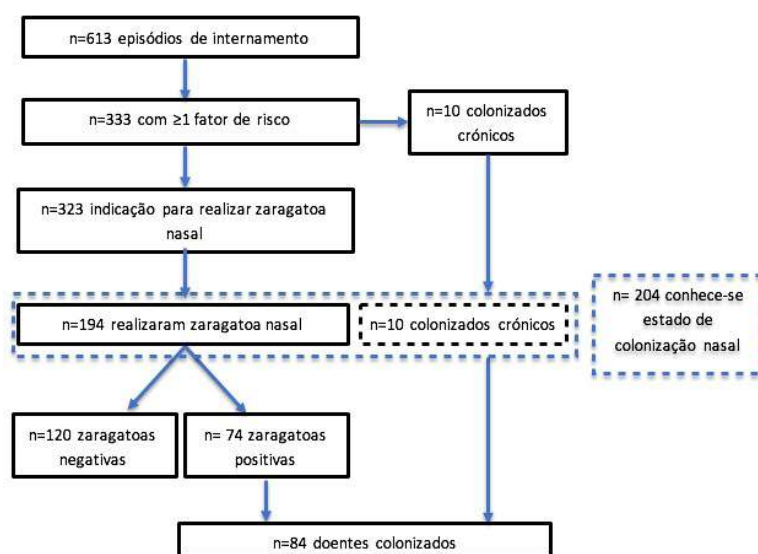 n=613 episódios de internamento
n=333 com ≥1 fator de risco
n=10 colonizados
crónicos
n=323 indicação para realizar zaragatoa
nasal
n=194 realizaram zaragatoa nasal
n=10 colonizados crónicos
n= 204 conhece-se
estado de
colonização nasal
n=120 zaragatoas
negativas
n= 74 zaragatoas
positivas
n=84 doentes colonizados